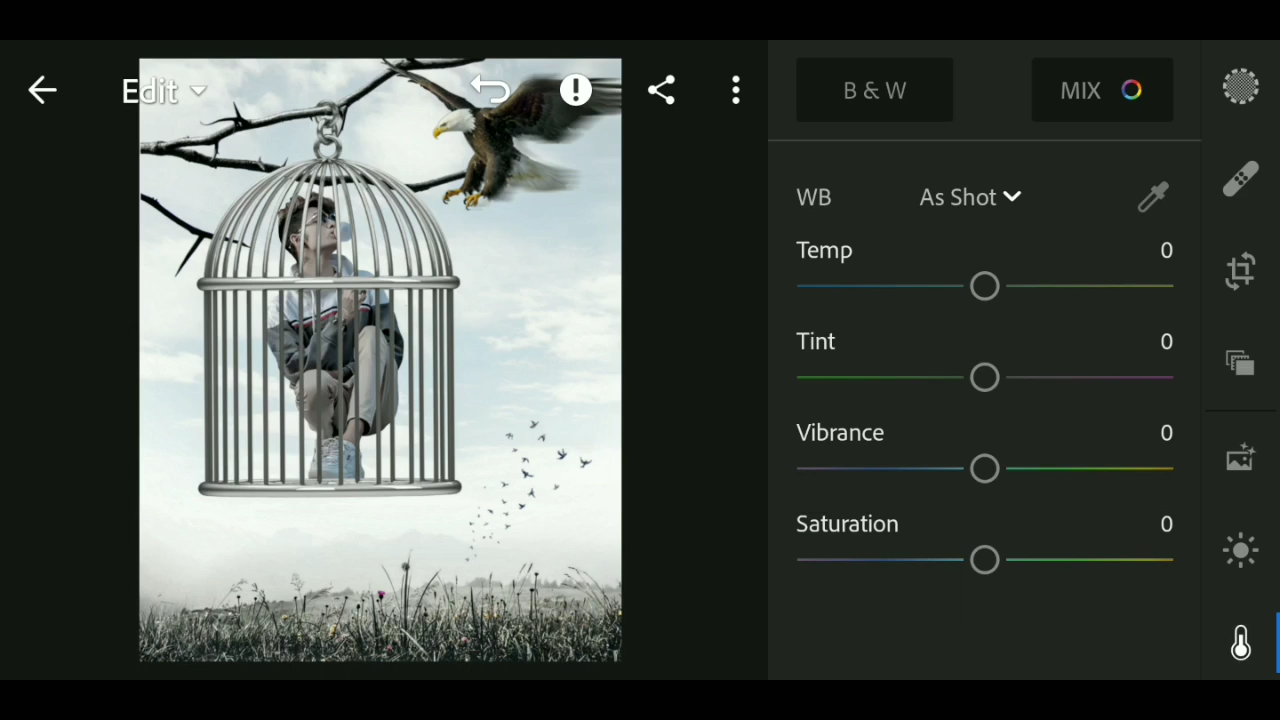 Edit
B & W
MIX
WB
As Shot
Temp
0
Tint
0
Vibrance
0
Saturation
0